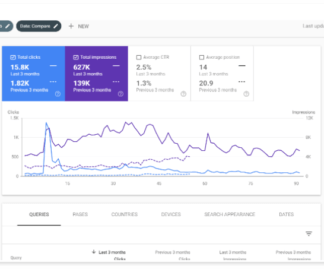 Date Compare
+ NEW
Total clicks
15.8K
Last 3 months
1.82K
Previous 3 months
Total impressions
627K
Last 3 months
139K
Previous 3 months
Average CTR
2.5%
Last 3 months
1.3%
Previous 3 months
Average position
14
Last 3 months
20.9
Previous 3 months
Clicks
Impressions
QUERIES PAGES COUNTRIES DEVICES SEARCH APPEARANCE DATES
Last 3 months Previous 3 months Last 3 months Previous 3 months
Query Clicks Clicks Impressions Impressions